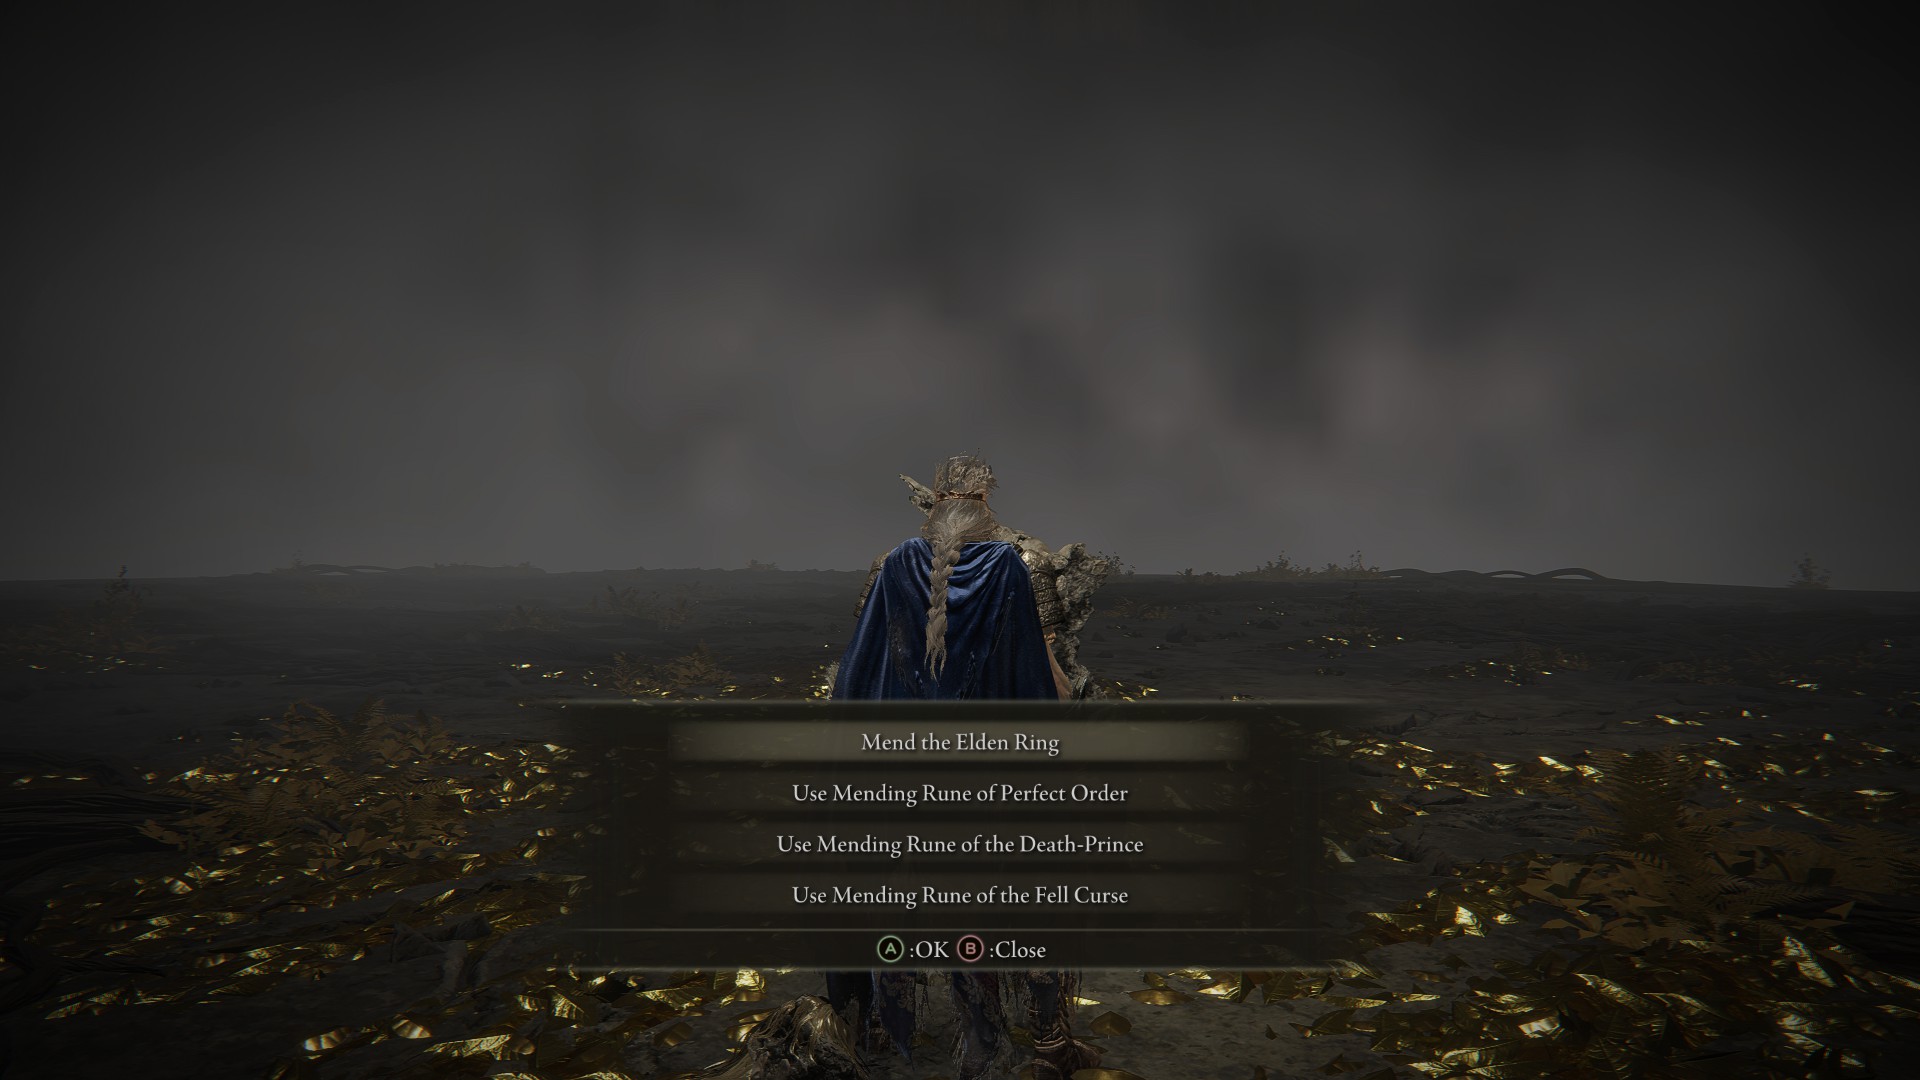 Mend the Elden Ring
Use Mending Rune of Perfect Order
Use Mending Rune of the Death-Prince
Use Mending Rune of the Fell Curse
A :OK B :Close